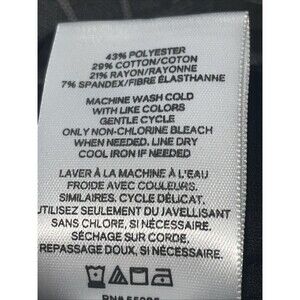 43% POLYESTER
29% COTTON/COTON
21% RAYON/RAYONNE
7% SPANDEX/FIBRE ÉLASTHANNE
MACHINE WASH COLD
WITH LIKE COLORS
GENTLE CYCLE
ONLY NON-CHLORINE BLEACH
WHEN NEEDED. LINE DRY
COOL IRON IF NEEDED
LAVER À LA MACHINE À L'EAU
FROIDE AVEC COULEURS
SIMILAIRES. CYCLE DÉLICAT.
UTILISEZ SEULEMENT DU JAVELLISANT
SANS CHLORE, SI NÉCESSAIRE.
SÉCHAGE SUR CORDE.
REPASSAGE DOUX, SI NÉCESSAIRE.